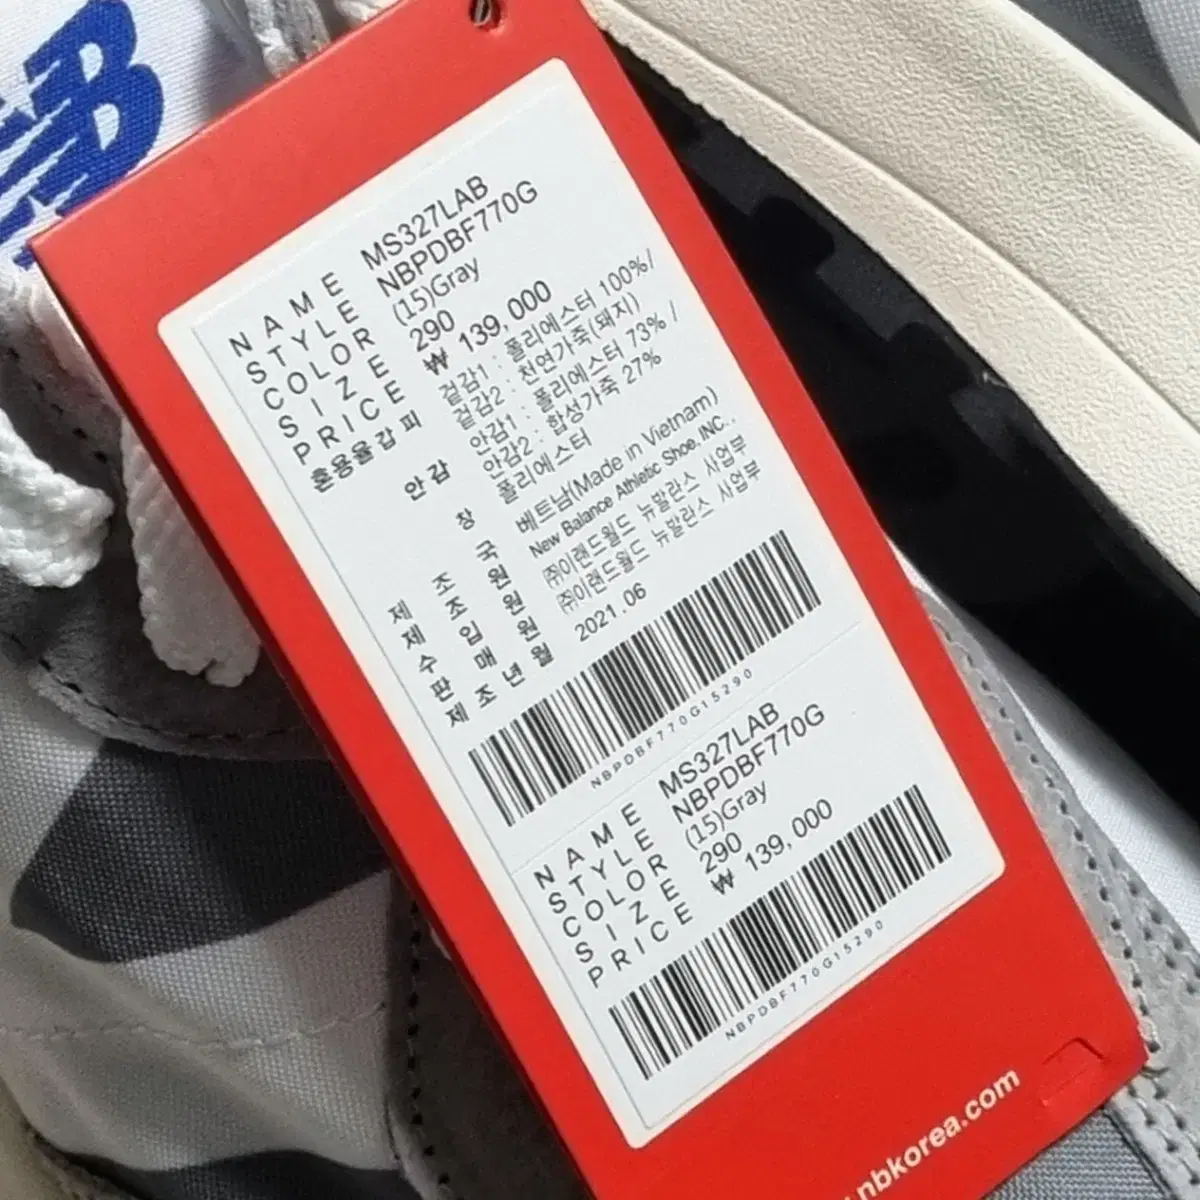 NAME MS327LAB
STYLE NBPDBF770G
COLOR (15)Gray
SIZE 290
PRICE ₩ 139,000
혼용율겉피 겉감1 : 폴리에스터 100%/
겉감2 : 천연가죽(돼지)
안감 안감1 : 폴리에스터 73% /
안감2 : 합성가죽 27%
창 폴리에스터
제조국 베트남(Made in Vietnam)
제조원 New Balance Athletic Shoe. INC.,
수입원 ㈜이랜드월드 뉴발란스 사업부
판매원 ㈜이랜드월드 뉴발란스 사업부
제조년월 2021.06
NBPDBF770G15290
NAME MS327LAB
STYLE NBPDBF770G
COLOR (15)Gray
SIZE 290
PRICE ₩ 139,000
NBPDBF770G15290
.nbkorea.com